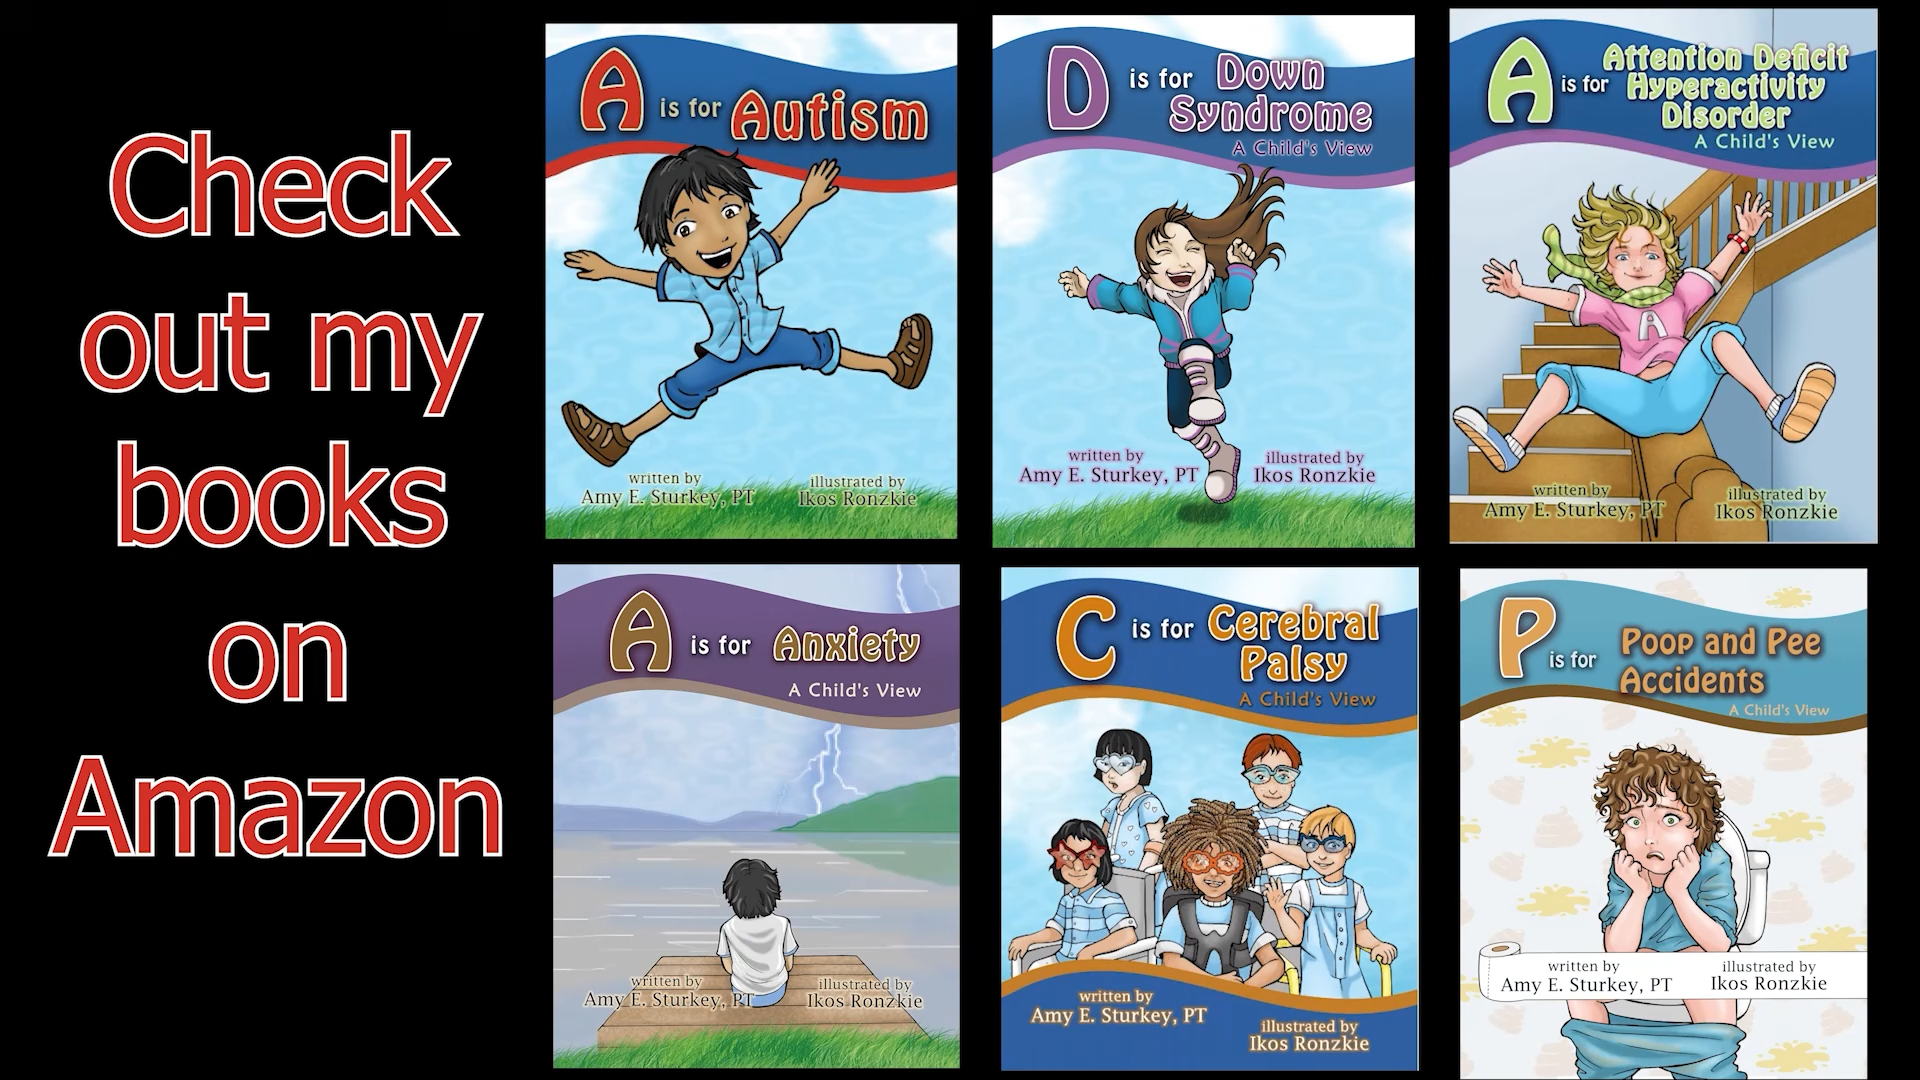 Check
out my
books
on
Amazon
A is for Autism
written by
Amy E. Sturkey, PT
illustrated by
Ikos Ronzkie
D is for Down
Syndrome
A Child's View
written by
Amy E. Sturkey, PT
illustrated by
Ikos Ronzkie
A is for Attention Deficit
Hyperactivity
Disorder
A Child's View
A
written by
Amy E. Sturkey, PT
illustrated by
Ikos Ronzkie
A is for Anxiety
A Child's View
written by
Amy E. Sturkey, PT
illustrated by
Ikos Ronzkie
C is for Cerebral
Palsy
A Child's View
written by
Amy E. Sturkey, PT
illustrated by
Ikos Ronzkie
P is for Poop and Pee
Accidents
A Child's View
written by
Amy E. Sturkey, PT
illustrated by
Ikos Ronzkie